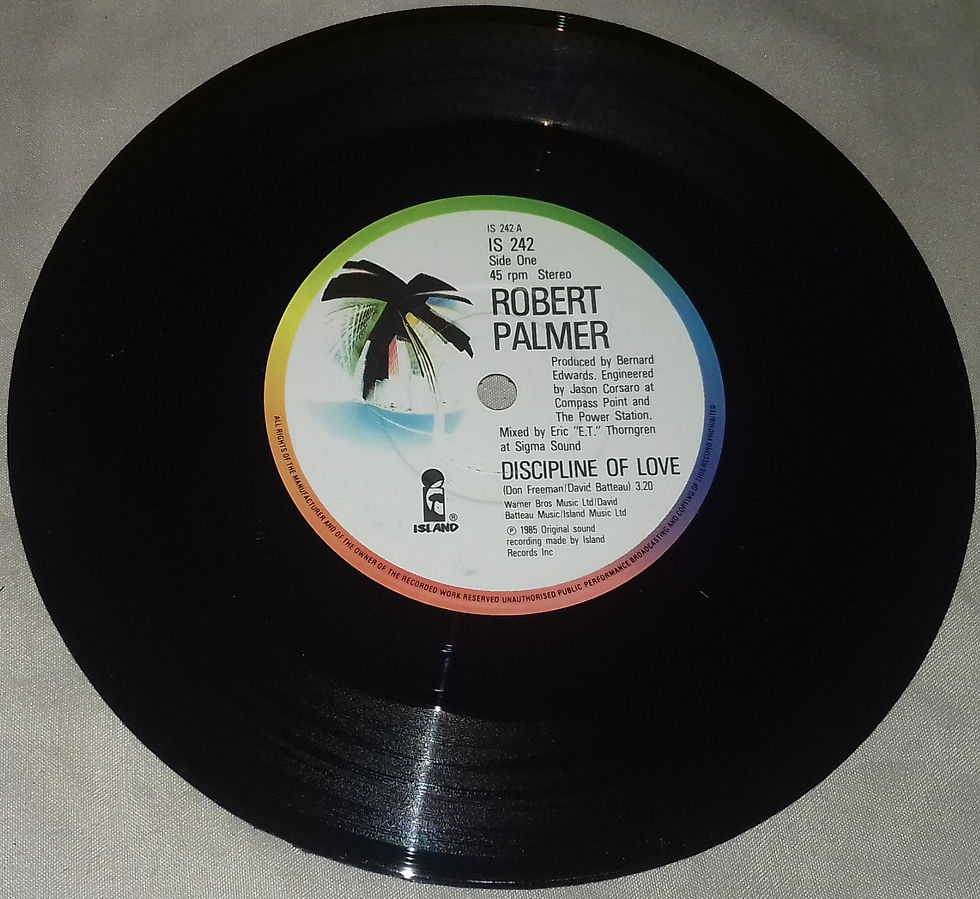 IS 242-A
IS 242
Side One
45 rpm Stereo
ROBERT
PALMER
Produced by Bernard
Edwards. Engineered
by Jason Corsaro at
Compass Point and
The Power Station.
Mixed by Eric "E.T." Thorngren
at Sigma Sound
DISCIPLINE OF LOVE
(Don Freeman/David Batteau) 3.20
Warner Bros Music Ltd/David
Batteau Music/Island Music Ltd
℗ 1985 Original sound
recording made by Island
Records Inc
ISLAND ®
ALL RIGHTS OF THE MANUFACTURER AND OF THE OWNER OF THE RECORDED WORK RESERVED UNAUTHORISED PUBLIC PERFORMANCE BROADCASTING AND COPYING OF THIS RECORD PROHIBITED